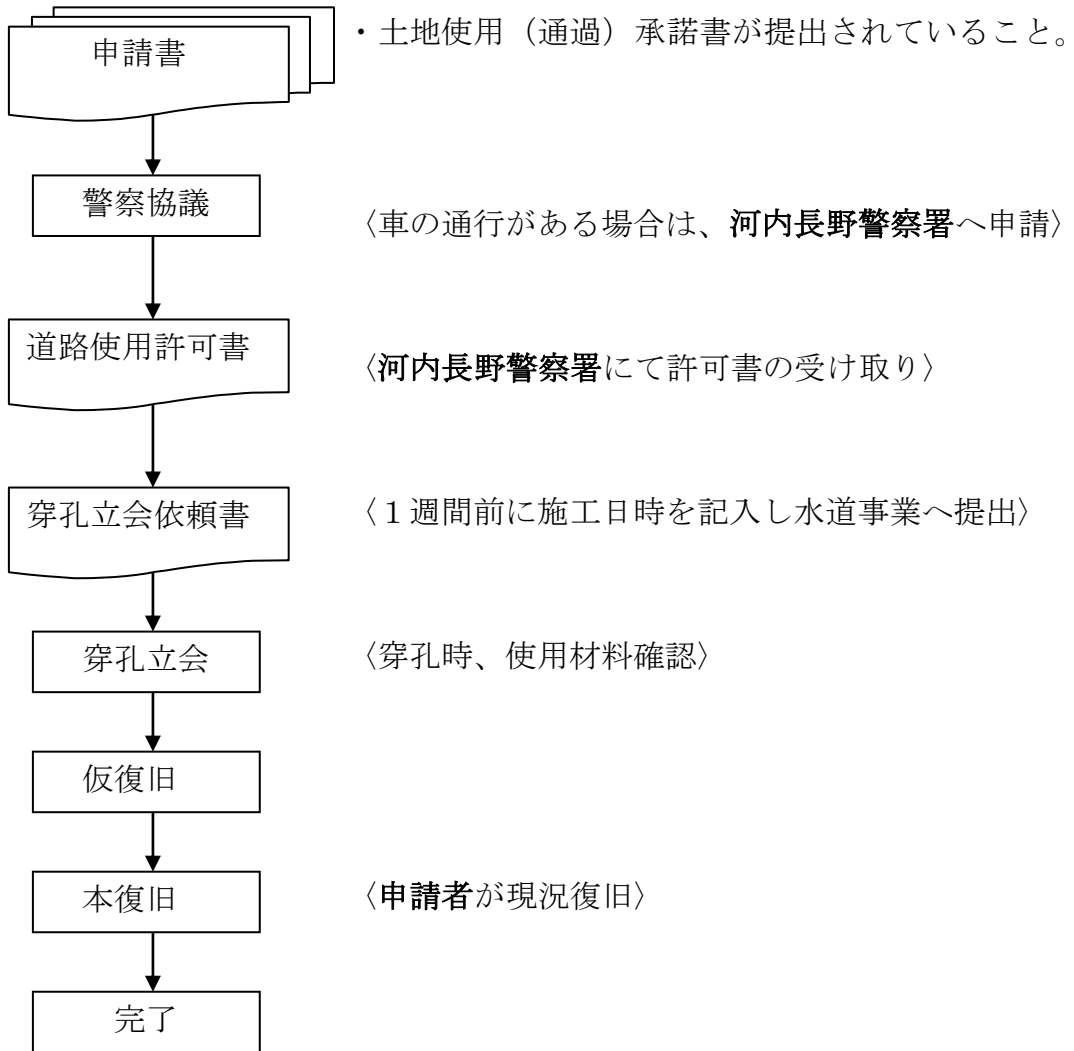 申請書
・土地使用（通過）承諾書が提出されていること。
警察協議
〈車の通行がある場合は、河内長野警察署へ申請〉
道路使用許可書
〈河内長野警察署にて許可書の受け取り〉
穿孔立会依頼書
〈１週間前に施工日時を記入し水道事業へ提出〉
穿孔立会
〈穿孔時、使用材料確認〉
仮復旧
本復旧
〈申請者が現況復旧〉
完了